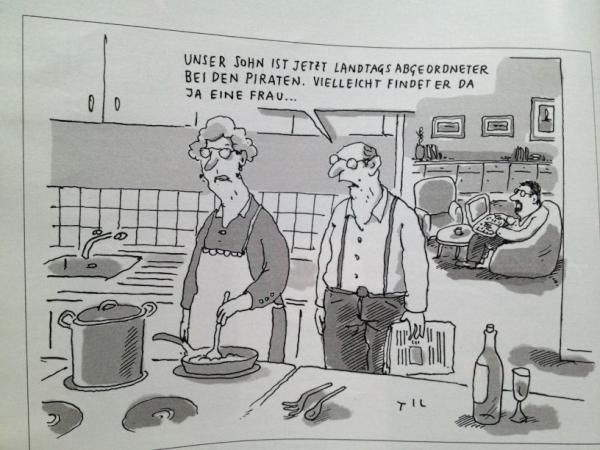 UNSER SOHN IST JETZT LANDTAGSABGEORDNETER
BEI DEN PIRATEN. VIELLEICHT FINDET ER DA
JA EINE FRAU...
TIL